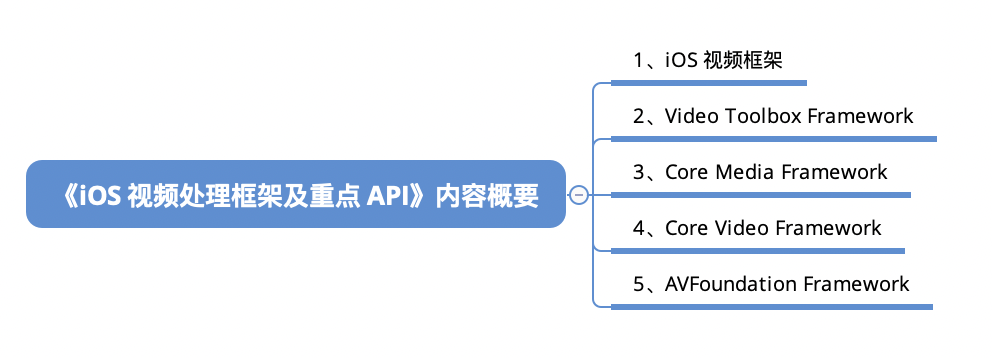 《iOS 视频处理框架及重点 API》内容概要
1、iOS 视频框架
2、Video Toolbox Framework
3、Core Media Framework
4、Core Video Framework
5、AVFoundation Framework